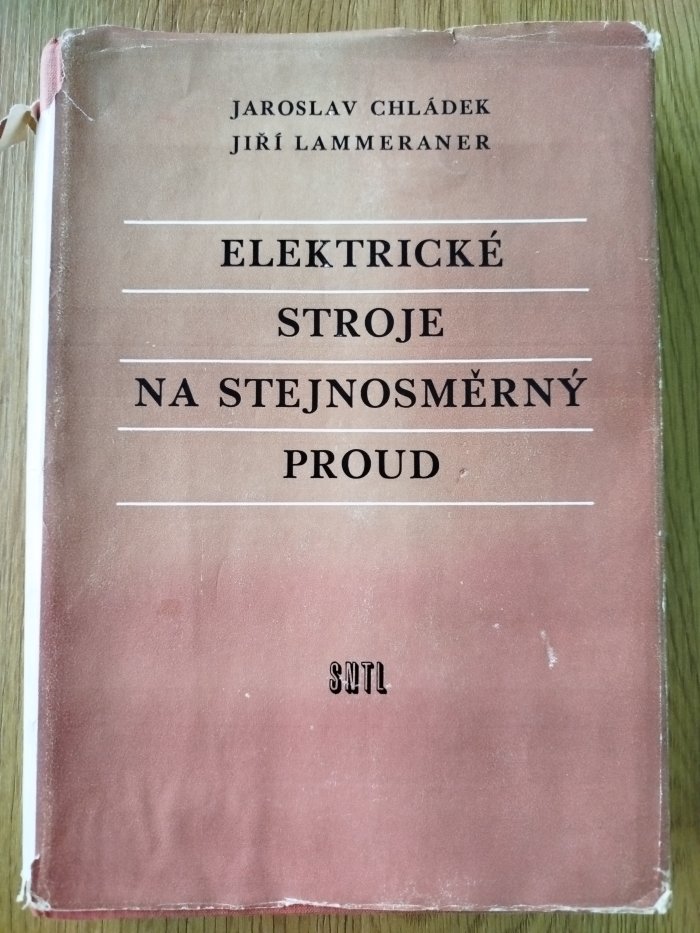 JAROSLAV CHLÁDEK
JIŘÍ LAMMERANER
ELEKTRICKÉ
STROJE
NA STEJNOSMĚRNÝ
PROUD
SNTL